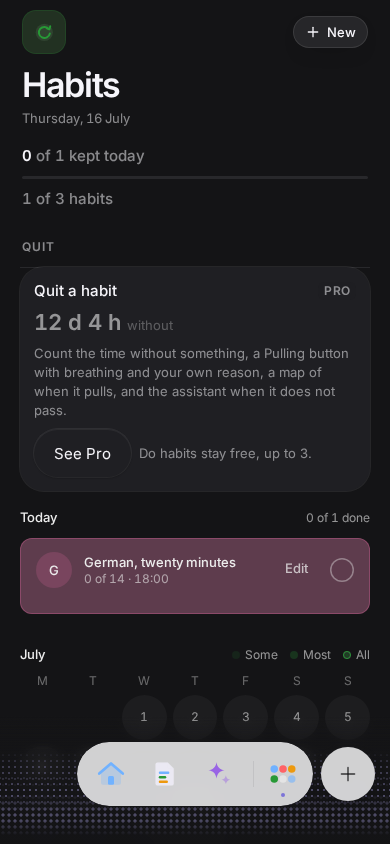 New
Habits
Thursday, 16 July
0 of 1 kept today
1 of 3 habits
QUIT
Quit a habit
PRO
12 d 4 h without
Count the time without something, a Pulling button
with breathing and your own reason, a map of
when it pulls, and the assistant when it does not
pass.
See Pro
Do habits stay free, up to 3.
Today
0 of 1 done
G
German, twenty minutes
0 of 14 · 18:00
Edit
July
Some
Most
All
M T W T F S S
1 2 3 4 5